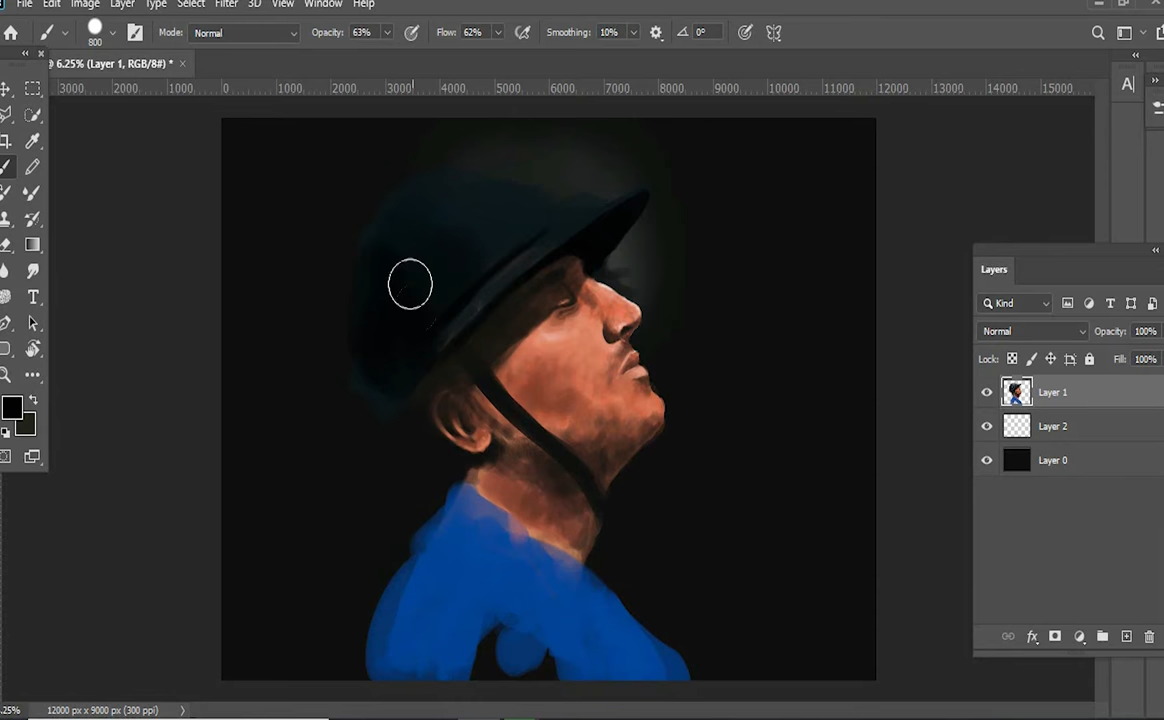 File Edit Image Layer Type Select Filter 3D View Window Help
800 Mode: Normal Opacity: 63% Flow: 62% Smoothing: 10% 0°
@ 6.25% (Layer 1, RGB/8#) * ×
3000 2000 1000 0 1000 2000 3000 4000 5000 6000 7000 8000 9000 10000 11000 12000 13000 14000 15000
A
Layers
Kind
Normal Opacity: 100%
Lock: Fill: 100%
Layer 1
Layer 2
Layer 0
fx
.25% 12000 px x 9000 px (300 ppi)